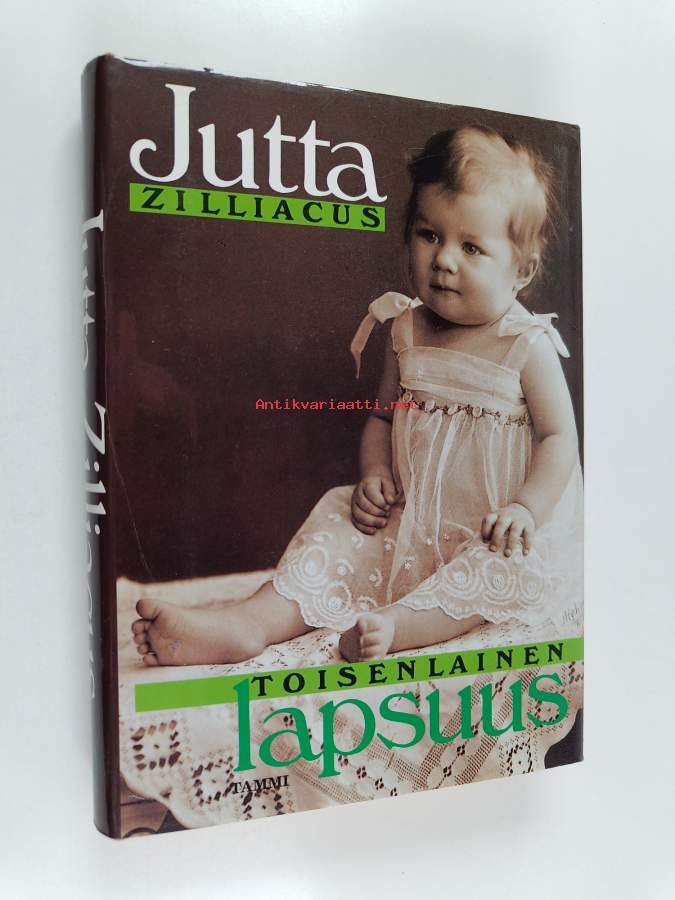 Jutta
ZILLIACUS
Jutta Zilliacus
Antikvariaatti.net
TOISENLAINEN
lapsuus
TAMMI